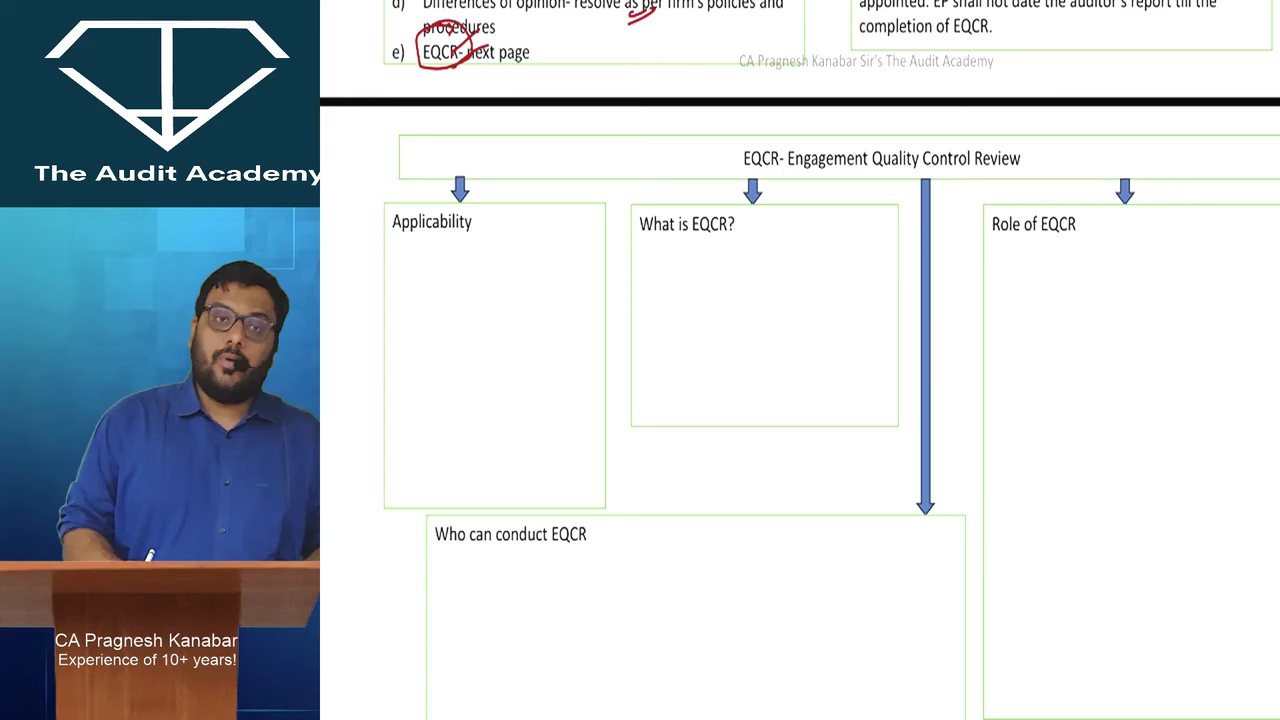 d) Differences of opinion- resolve as per firm's policies and
procedures
e) EQCR- next page
appointed. EP shall not date the auditor's report till the
completion of EQCR.
CA Pragnesh Kanabar Sir's The Audit Academy
The Audit Academy
EQCR- Engagement Quality Control Review
Applicability
What is EQCR?
Role of EQCR
Who can conduct EQCR
CA Pragnesh Kanabar
Experience of 10+ years!